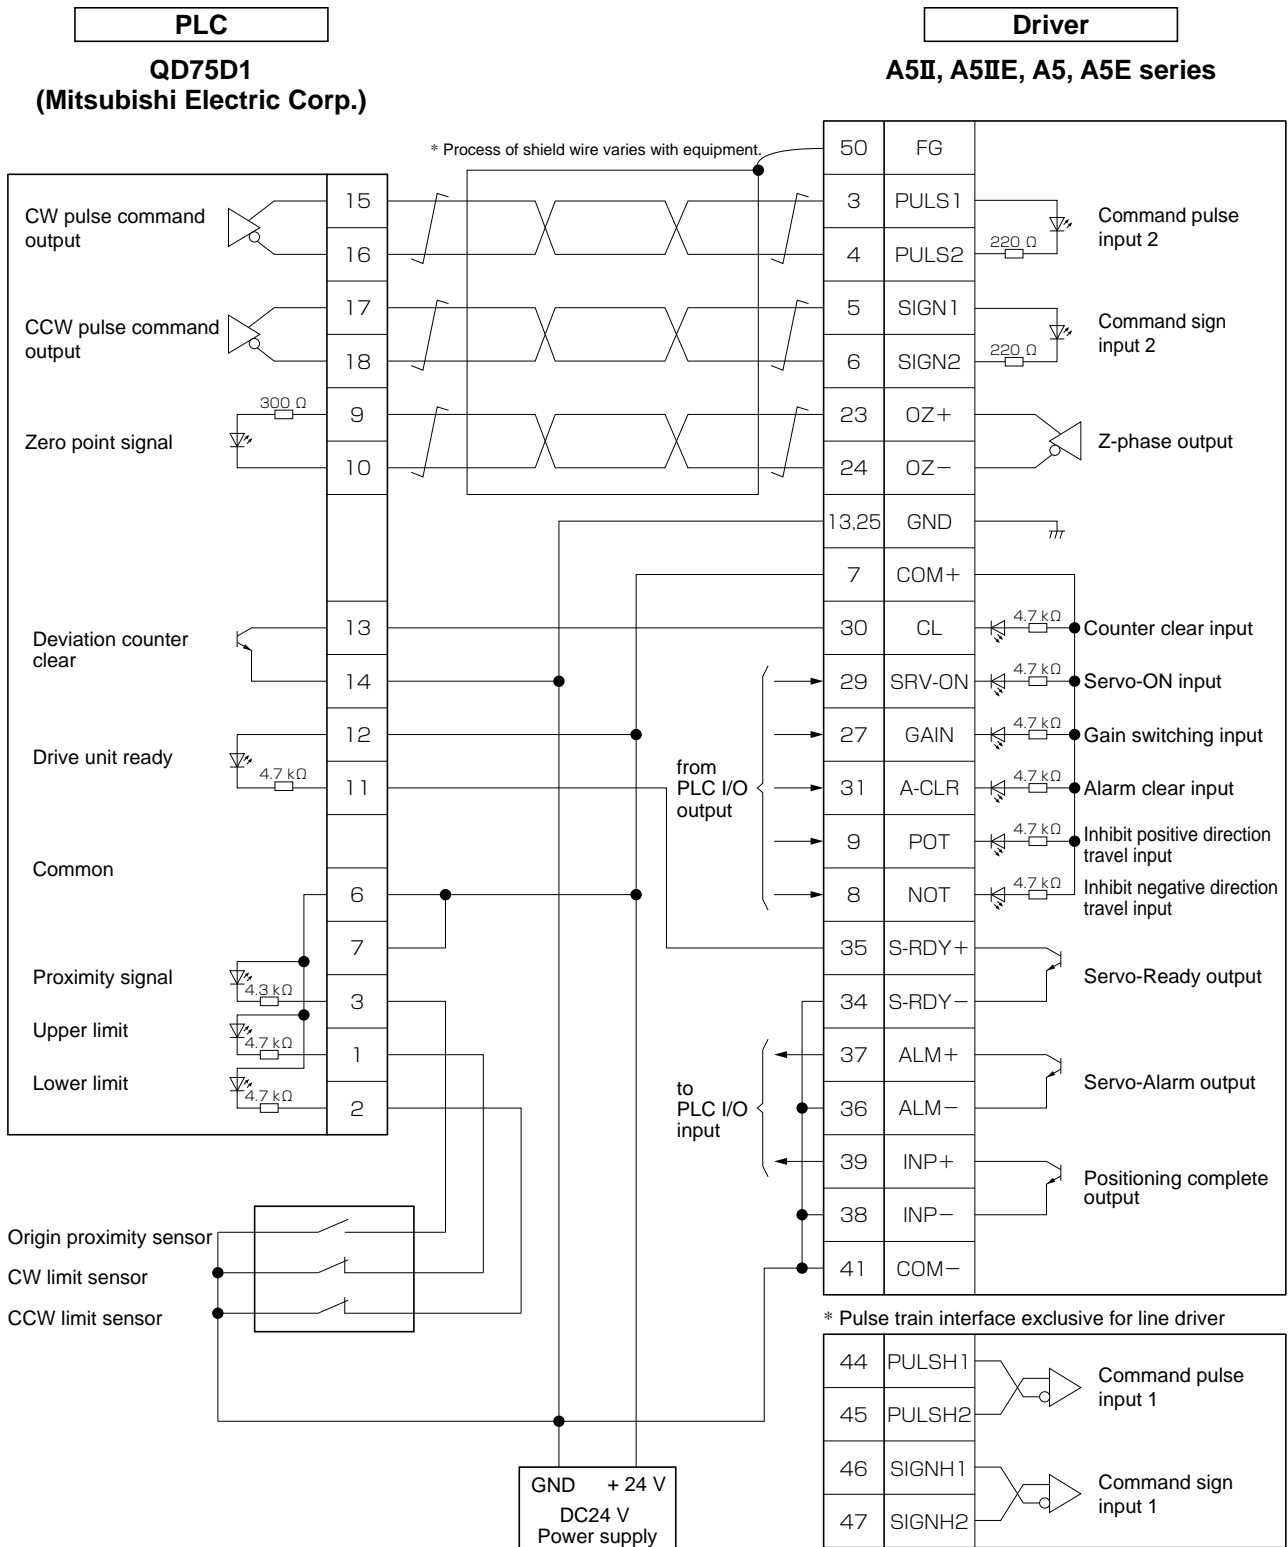 PLC
QD75D1
(Mitsubishi Electric Corp.)
Driver
A5II, A5IIE, A5, A5E series
* Process of shield wire varies with equipment.
CW pulse command
output
15
16
CCW pulse command
output
17
18
Zero point signal
300 Ω
9
10
Deviation counter
clear
13
14
Drive unit ready
4.7 kΩ
12
11
Common
6
7
Proximity signal
4.3 kΩ
3
Upper limit
4.7 kΩ
1
Lower limit
4.7 kΩ
2
Origin proximity sensor
CW limit sensor
CCW limit sensor
GND + 24 V
DC24 V
Power supply
from
PLC I/O
output
to
PLC I/O
input
50 FG
3 PULS1
4 PULS2
220 Ω
Command pulse
input 2
5 SIGN1
6 SIGN2
220 Ω
Command sign
input 2
23 OZ+
24 OZ−
Z-phase output
13,25 GND
7 COM+
30 CL 4.7 kΩ Counter clear input
29 SRV-ON 4.7 kΩ Servo-ON input
27 GAIN 4.7 kΩ Gain switching input
31 A-CLR 4.7 kΩ Alarm clear input
9 POT 4.7 kΩ Inhibit positive direction
travel input
8 NOT 4.7 kΩ Inhibit negative direction
travel input
35 S-RDY+
34 S-RDY−
Servo-Ready output
37 ALM+
36 ALM−
Servo-Alarm output
39 INP+
38 INP−
Positioning complete
output
41 COM−
* Pulse train interface exclusive for line driver
44 PULSH1
45 PULSH2
Command pulse
input 1
46 SIGNH1
47 SIGNH2
Command sign
input 1